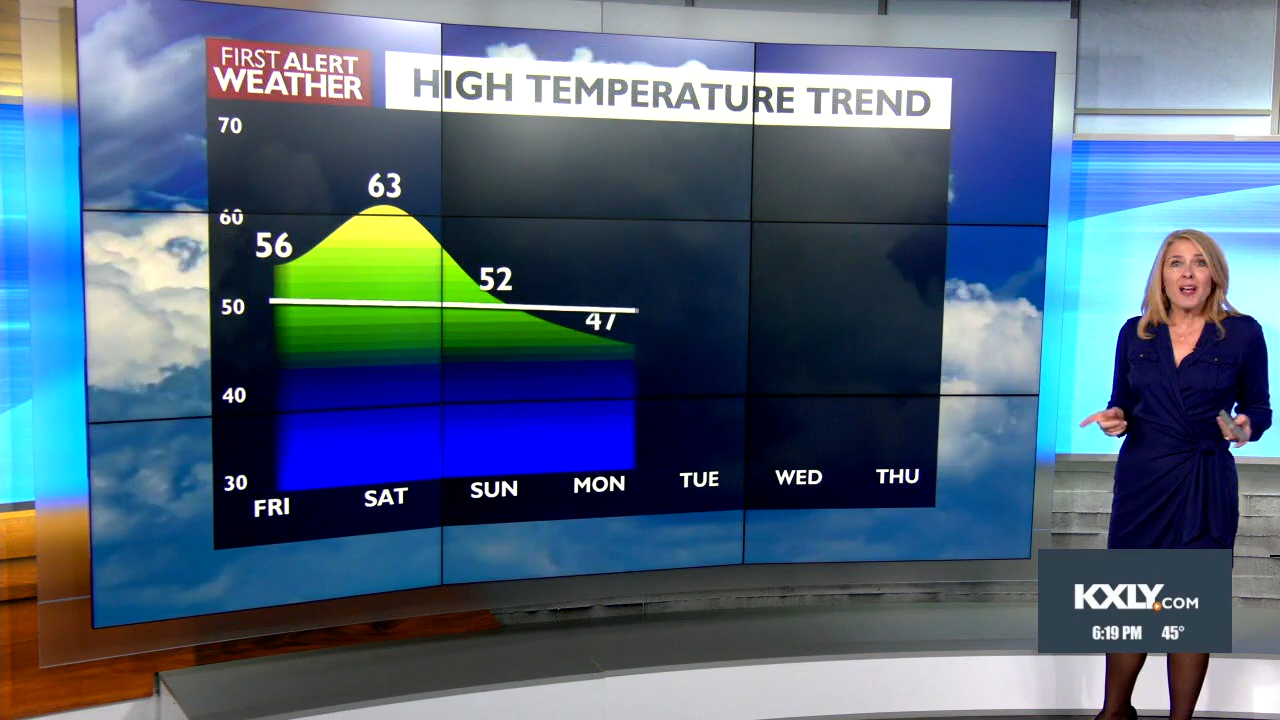 FIRST ALERT
WEATHER
HIGH TEMPERATURE TREND
70
63
60
56
52
50
47
40
30
FRI
SAT
SUN
MON
TUE
WED
THU
KXLY.COM
6:19 PM 45°